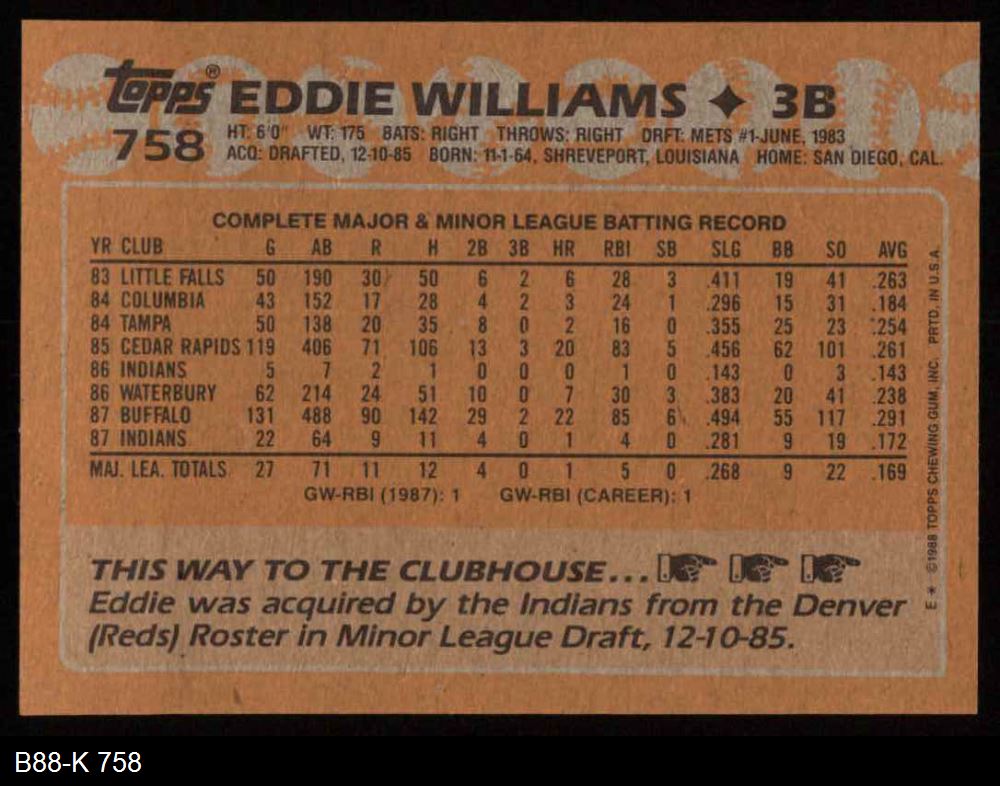 topps® EDDIE WILLIAMS ✦ 3B
758 HT: 6'0" WT: 175 BATS: RIGHT THROWS: RIGHT DRFT: METS #1-JUNE, 1983
ACQ: DRAFTED, 12-10-85 BORN: 11-1-64, SHREVEPORT, LOUISIANA HOME: SAN DIEGO, CAL.
COMPLETE MAJOR & MINOR LEAGUE BATTING RECORD
YR CLUB G AB R H 2B 3B HR RBI SB SLG BB SO AVG
83 LITTLE FALLS 50 190 30 50 6 2 6 28 3 .411 19 41 .263
84 COLUMBIA 43 152 17 28 4 2 3 24 1 .296 15 31 .184
84 TAMPA 50 138 20 35 8 0 2 16 0 .355 25 23 .254
85 CEDAR RAPIDS 119 406 71 106 13 3 20 83 5 .456 62 101 .261
86 INDIANS 5 7 2 1 0 0 0 1 0 .143 0 3 .143
86 WATERBURY 62 214 24 51 10 0 7 30 3 .383 20 41 .238
87 BUFFALO 131 488 90 142 29 2 22 85 6 .494 55 117 .291
87 INDIANS 22 64 9 11 4 0 1 4 0 .281 9 19 .172
MAJ. LEA. TOTALS 27 71 11 12 4 0 1 5 0 .268 9 22 .169
GW-RBI (1987): 1 GW-RBI (CAREER): 1
THIS WAY TO THE CLUBHOUSE...
Eddie was acquired by the Indians from the Denver
(Reds) Roster in Minor League Draft, 12-10-85.
E * ©1988 TOPPS CHEWING GUM, INC. PRTD. IN U.S.A.
B88-K 758